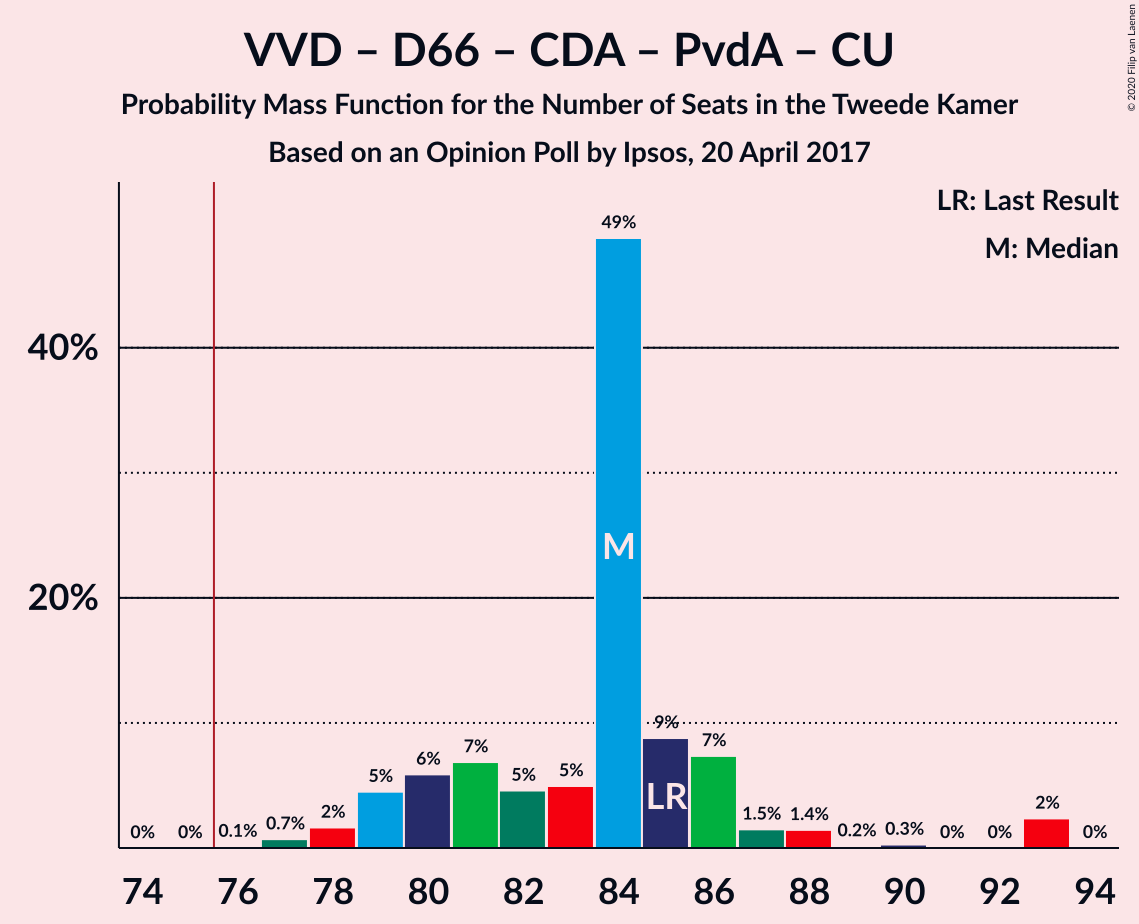 VVD – D66 – CDA – PvdA – CU
Probability Mass Function for the Number of Seats in the Tweede Kamer
Based on an Opinion Poll by Ipsos, 20 April 2017
© 2020 Filip van Laenen
LR: Last Result
M: Median
40%
20%
0%
0%
0.1%
0.7%
2%
5%
6%
7%
5%
5%
49%
9%
7%
1.5%
1.4%
0.2%
0.3%
0%
0%
2%
0%
M
LR
74 76 78 80 82 84 86 88 90 92 94